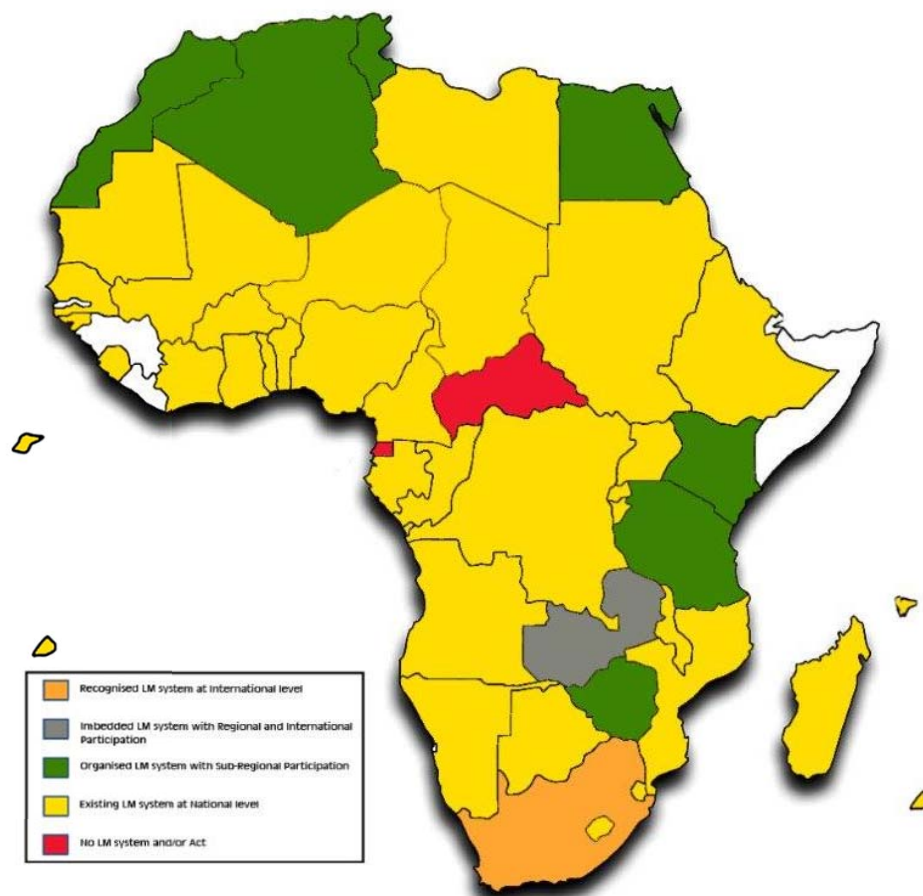 Recognised LM system at International level
Imbedded LM system with Regional and International
Participation
Organised LM system with Sub-Regional Participation
Existing LM system at National level
No LM system and/or Act